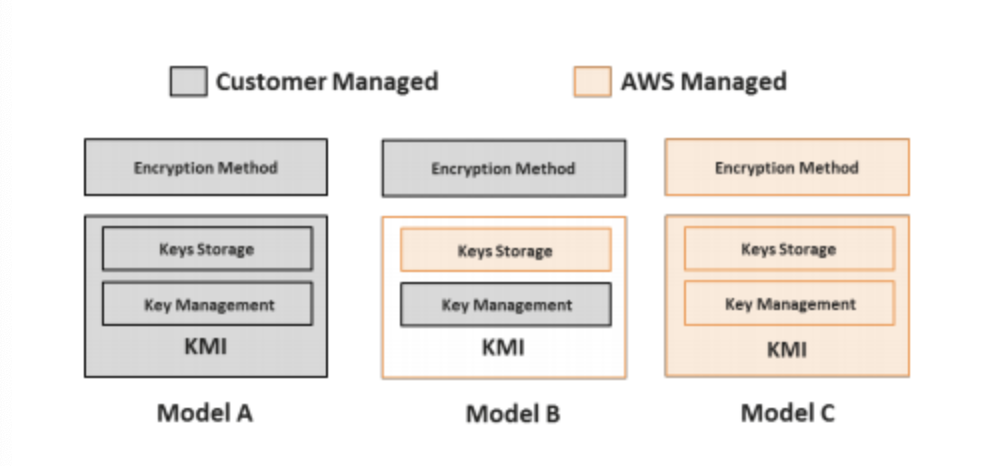 Customer Managed
AWS Managed
Encryption Method
Keys Storage
Key Management
KMI
Model A
Encryption Method
Keys Storage
Key Management
KMI
Model B
Encryption Method
Keys Storage
Key Management
KMI
Model C